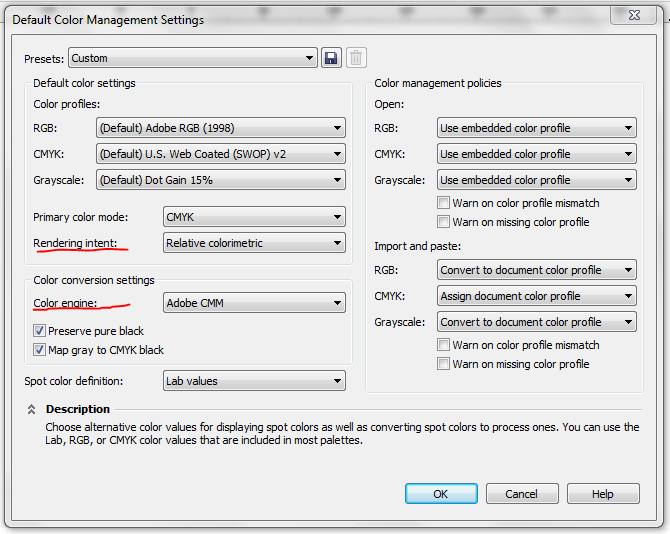 Default Color Management Settings
Presets: Custom
Default color settings
Color profiles:
RGB: (Default) Adobe RGB (1998)
CMYK: (Default) U.S. Web Coated (SWOP) v2
Grayscale: (Default) Dot Gain 15%
Primary color mode: CMYK
Rendering intent: Relative colorimetric
Color conversion settings
Color engine: Adobe CMM
Preserve pure black
Map gray to CMYK black
Spot color definition: Lab values
Color management policies
Open:
RGB: Use embedded color profile
CMYK: Use embedded color profile
Grayscale: Use embedded color profile
Warn on color profile mismatch
Warn on missing color profile
Import and paste:
RGB: Convert to document color profile
CMYK: Assign document color profile
Grayscale: Convert to document color profile
Warn on color profile mismatch
Warn on missing color profile
Description
Choose alternative color values for displaying spot colors as well as converting spot colors to process ones. You can use the
Lab, RGB, or CMYK color values that are included in most palettes.
OK Cancel Help